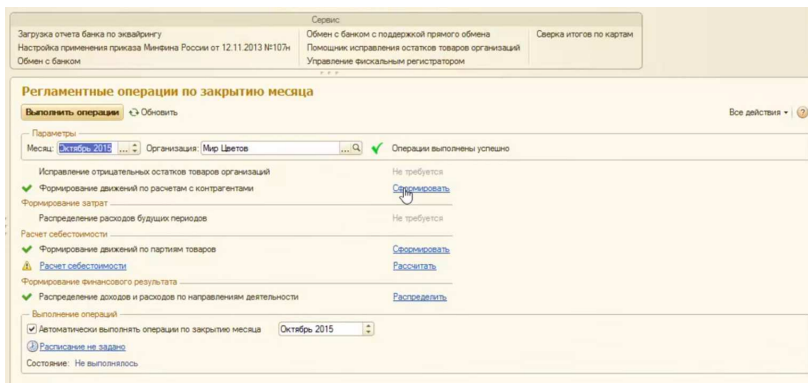 Сервис
Загрузка отчета банка по эквайрингу Обмен с банком с поддержкой прямого обмена Сверка итогов по картам
Настройка применения приказа Минфина России от 12.11.2013 №107н Помощник исправления остатков товаров организаций
Обмен с банком Управление фискальным регистратором
Регламентные операции по закрытию месяца
Выполнить операции Обновить Все действия
Параметры
Месяц: Октябрь 2015 ... Организация: Мир Цветов ... Операции выполнены успешно
Исправление отрицательных остатков товаров организаций Не требуется
Формирование движений по расчетам с контрагентами Сформировать
Формирование затрат
Распределение расходов будущих периодов Не требуется
Расчет себестоимости
Формирование движений по партиям товаров Сформировать
Расчет себестоимости Рассчитать
Формирование финансового результата
Распределение доходов и расходов по направлениям деятельности Распределить
Выполнение операций
Автоматически выполнять операции по закрытию месяца Октябрь 2015
Расписание не задано
Состояние: Не выполнялось